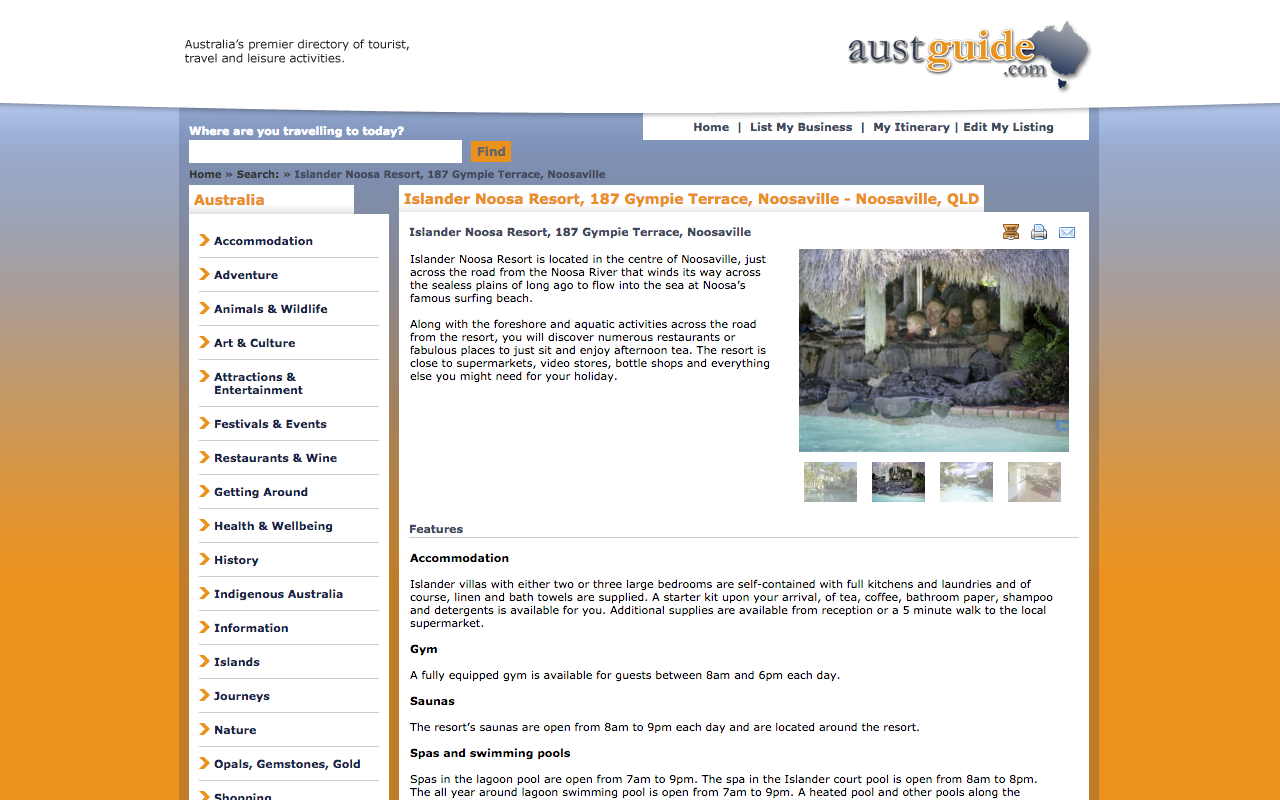 Australia's premier directory of tourist,
travel and leisure activities.
austguide
.com
Where are you travelling to today?
Find
Home | List My Business | My Itinerary | Edit My Listing
Home » Search: » Islander Noosa Resort, 187 Gympie Terrace, Noosaville
Australia
Accommodation
Adventure
Animals & Wildlife
Art & Culture
Attractions &
Entertainment
Festivals & Events
Restaurants & Wine
Getting Around
Health & Wellbeing
History
Indigenous Australia
Information
Islands
Journeys
Nature
Opals, Gemstones, Gold
Shopping
Islander Noosa Resort, 187 Gympie Terrace, Noosaville - Noosaville, QLD
Islander Noosa Resort, 187 Gympie Terrace, Noosaville
Islander Noosa Resort is located in the centre of Noosaville, just
across the road from the Noosa River that winds its way across
the sealess plains of long ago to flow into the sea at Noosa's
famous surfing beach.
Along with the foreshore and aquatic activities across the road
from the resort, you will discover numerous restaurants or
fabulous places to just sit and enjoy afternoon tea. The resort is
close to supermarkets, video stores, bottle shops and everything
else you might need for your holiday.
Features
Accommodation
Islander villas with either two or three large bedrooms are self-contained with full kitchens and laundries and of
course, linen and bath towels are supplied. A starter kit upon your arrival, of tea, coffee, bathroom paper, shampoo
and detergents is available for you. Additional supplies are available from reception or a 5 minute walk to the local
supermarket.
Gym
A fully equipped gym is available for guests between 8am and 6pm each day.
Saunas
The resort's saunas are open from 8am to 9pm each day and are located around the resort.
Spas and swimming pools
Spas in the lagoon pool are open from 7am to 9pm. The spa in the Islander court pool is open from 8am to 8pm.
The all year around lagoon swimming pool is open from 7am to 9pm. A heated pool and other pools along the